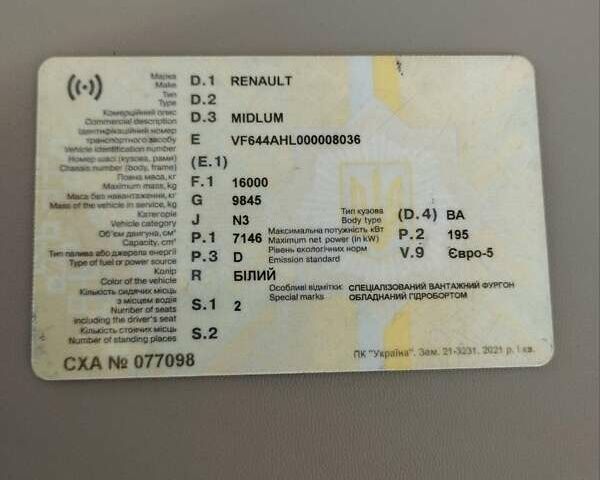 Марка
Make D.1 RENAULT
Тип
Type D.2
Комерційний опис
Commercial description D.3 MIDLUM
Ідентифікаційний номер
транспортного засобу E VF644AHL000008036
Vehicle identification number
Номер шасі (кузова, рами) (E.1)
Chassis number (body, frame)
Повна маса, кг F.1 16000
Maximum mass, kg
Маса без навантаження, кг G 9845
Mass of the vehicle in service, kg
Категорія J N3 Тип кузова (D.4) BA
Vehicle category Body type
Об'єм двигуна, см³ P.1 7146 Максимальна потужність кВт P.2 195
Capacity, cm³ Maximum net power (in kW)
Тип палива або джерела енергії P.3 D Рівень екологічних норм V.9 Євро-5
Type of fuel or power source Emission standard
Колір R БІЛИЙ
Color of the vehicle
Кількість сидячих місць Особливі відмітки: СПЕЦІАЛІЗОВАНИЙ ВАНТАЖНИЙ ФУРГОН
з місцем водія S.1 2 Special marks ОБЛАДНАНИЙ ГІДРОБОРТОМ
Number of seats
including the driver's seat
Кількість стоячих місць S.2
Number of standing places
СХА № 077098 ПК "Україна". Зам. 21-3231. 2021 р. I кв.